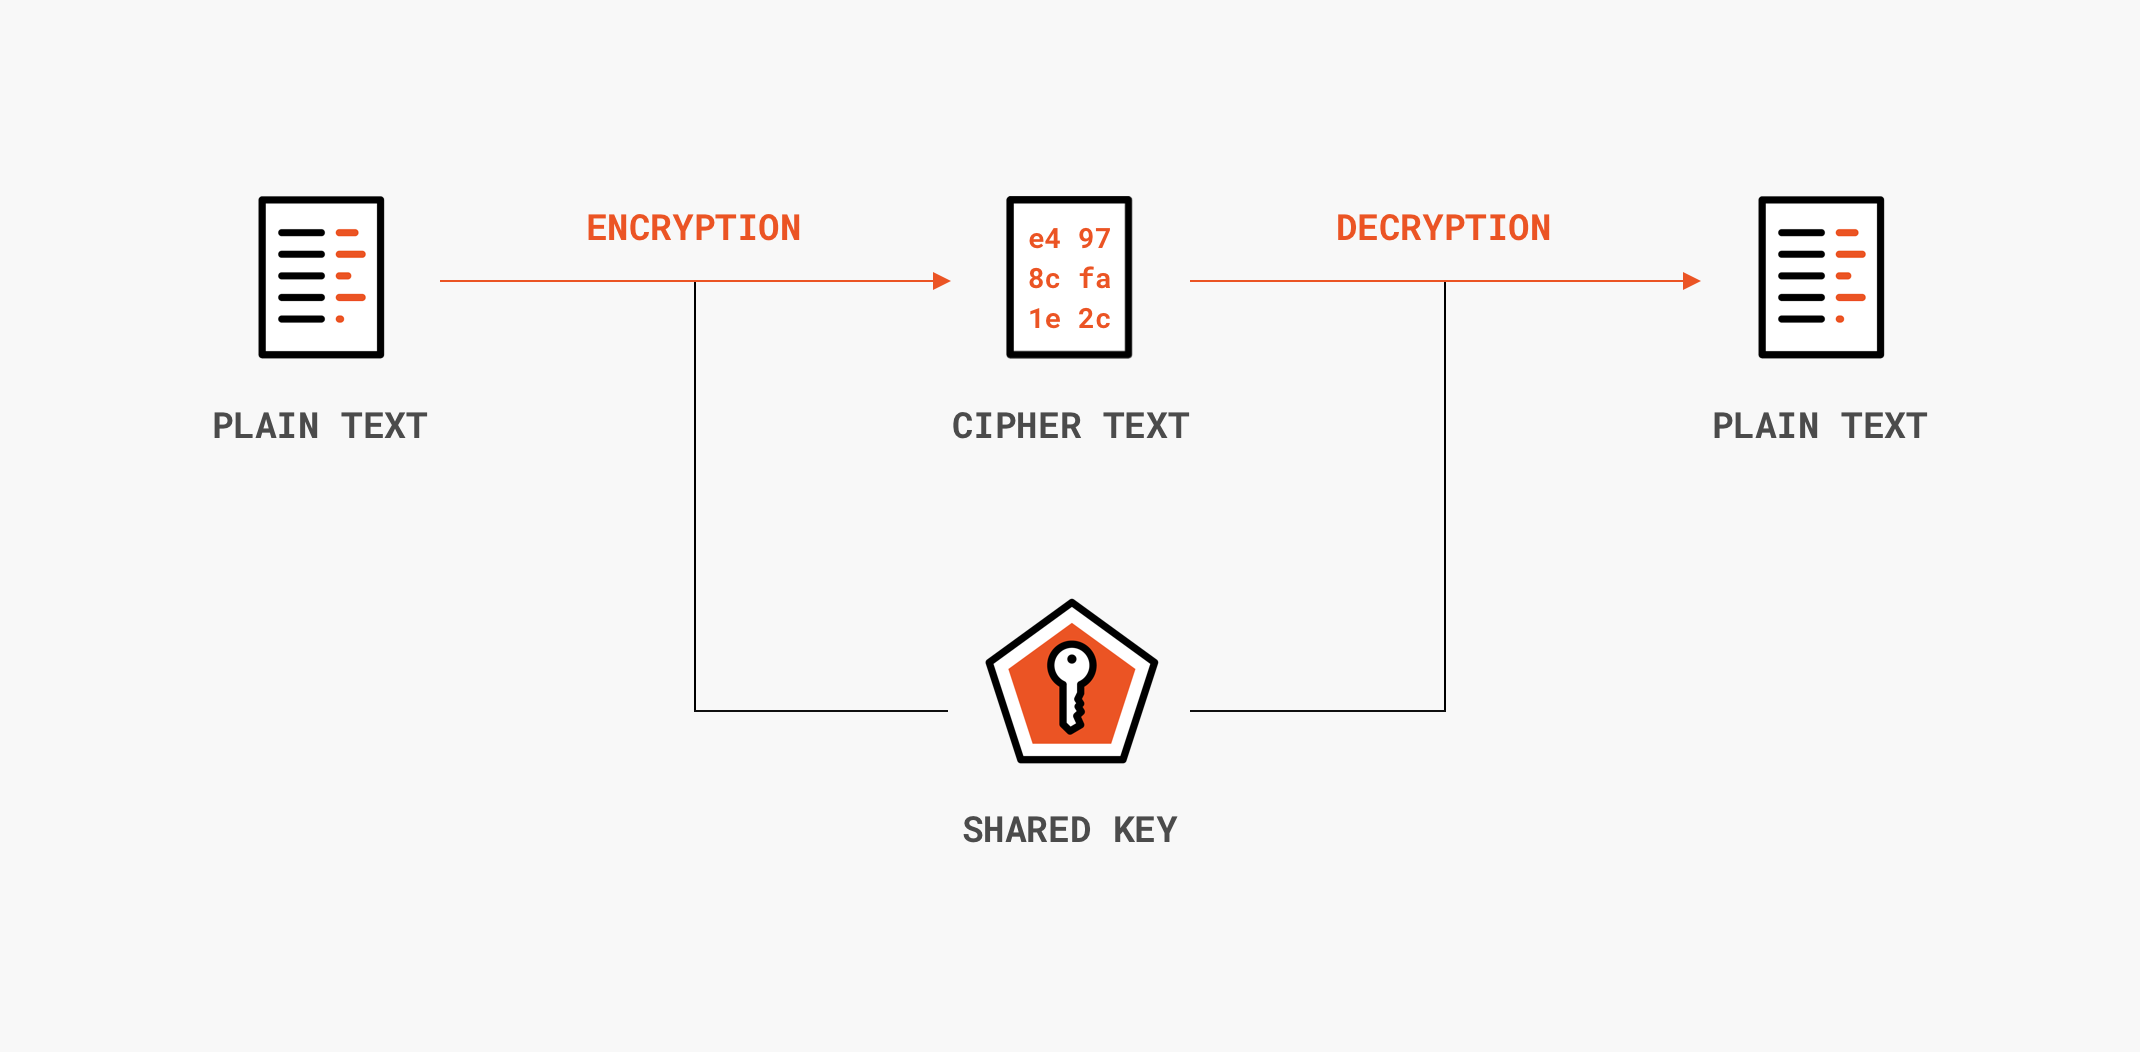 ENCRYPTION
DECRYPTION
e4 97
8c fa
1e 2c
PLAIN TEXT
CIPHER TEXT
PLAIN TEXT
SHARED KEY